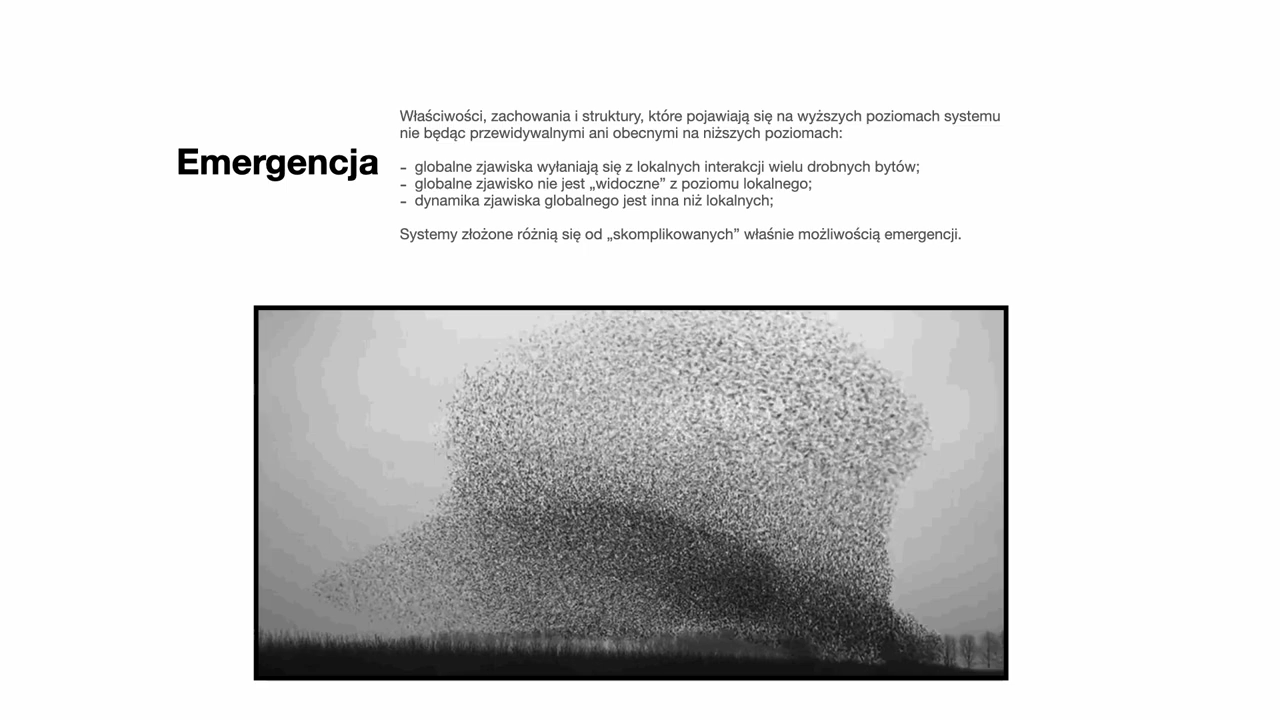 Emergencja
Właściwości, zachowania i struktury, które pojawiają się na wyższych poziomach systemu
nie będąc przewidywalnymi ani obecnymi na niższych poziomach:
- globalne zjawiska wyłaniają się z lokalnych interakcji wielu drobnych bytów;
- globalne zjawisko nie jest „widoczne” z poziomu lokalnego;
- dynamika zjawiska globalnego jest inna niż lokalnych;
Systemy złożone różnią się od „skomplikowanych” właśnie możliwością emergencji.